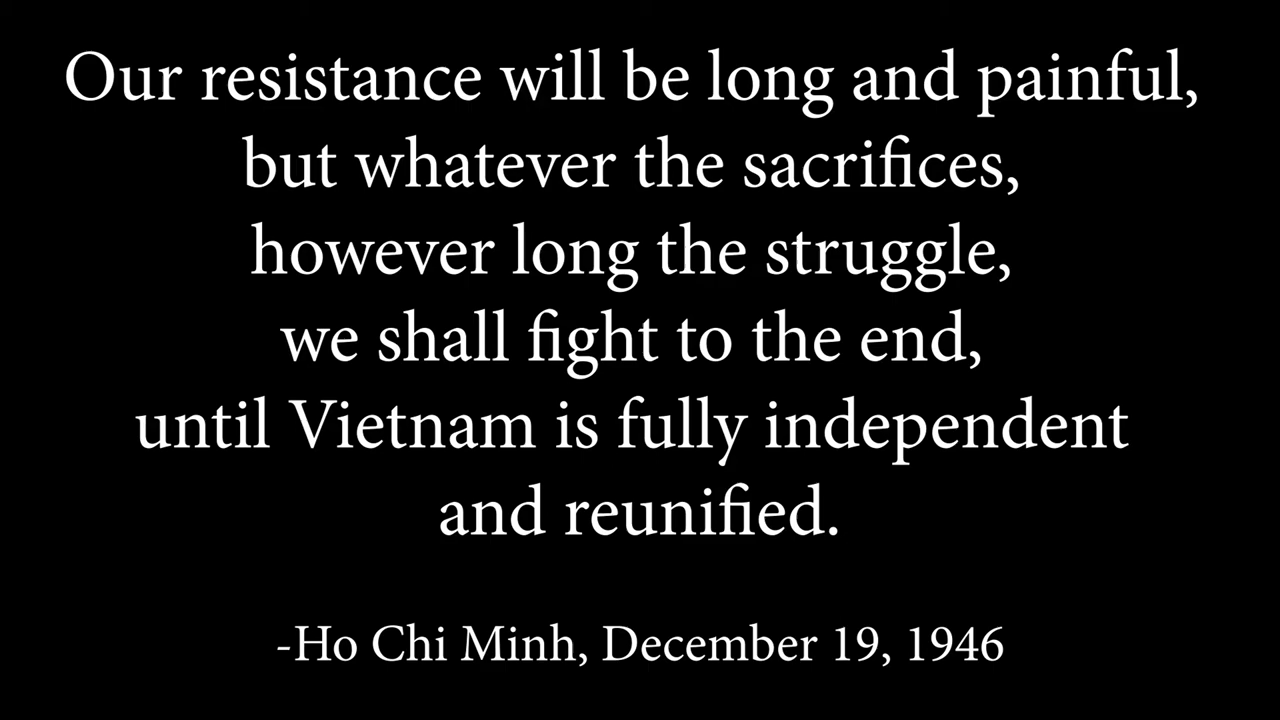 Our resistance will be long and painful,
but whatever the sacrifices,
however long the struggle,
we shall fight to the end,
until Vietnam is fully independent
and reunified.
-Ho Chi Minh, December 19, 1946